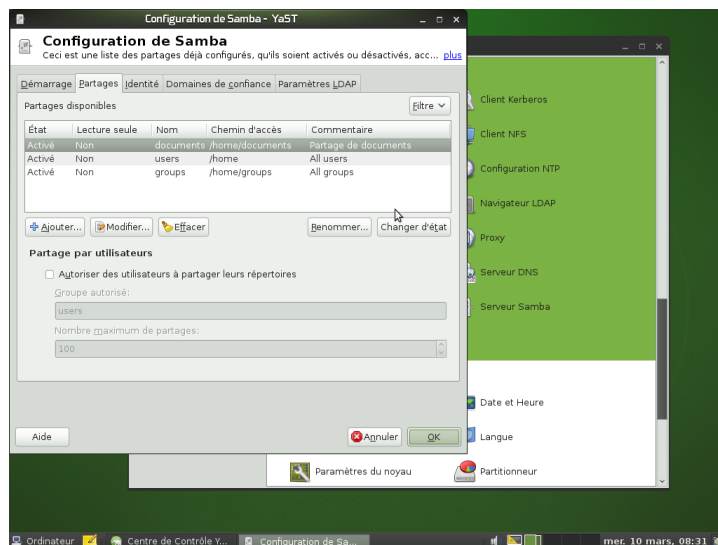 Configuration de Samba - YaST
Configuration de Samba
Ceci est une liste des partages déjà configurés, qu'ils soient activés ou désactivés, acc... plus
Démarrage Partages Identité Domaines de confiance Paramètres LDAP
Partages disponibles
Filtre
État Lecture seule Nom Chemin d'accès Commentaire
Activé Non documents /home/documents Partage de documents
Activé Non users /home All users
Activé Non groups /home/groups All groups
Ajouter... Modifier... Effacer Renommer... Changer d'état
Partage par utilisateurs
Autoriser des utilisateurs à partager leurs répertoires
Groupe autorisé:
users
Nombre maximum de partages:
100
Aide Annuler OK
Client Kerberos
Client NFS
Configuration NTP
Navigateur LDAP
Proxy
Serveur DNS
Serveur Samba
Date et Heure
Langue
Paramètres du noyau Partitionneur
Ordinateur Centre de Contrôle Y... Configuration de Sa... mer. 10 mars, 08:31